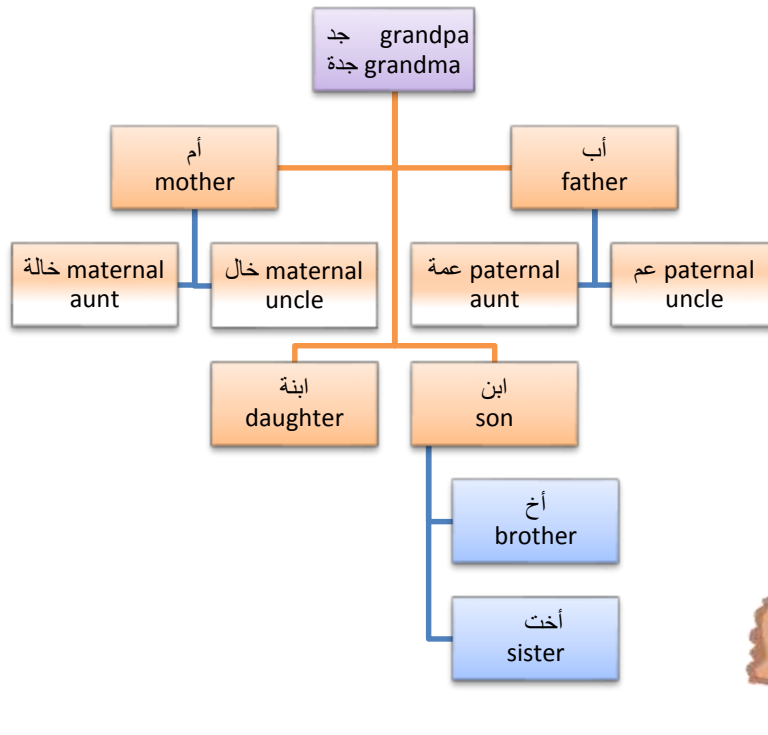 جد grandpa
جدة grandma
أم
mother
أب
father
خالة maternal
aunt
خال maternal
uncle
عمة paternal
aunt
عم paternal
uncle
ابنة
daughter
ابن
son
أخ
brother
أخت
sister